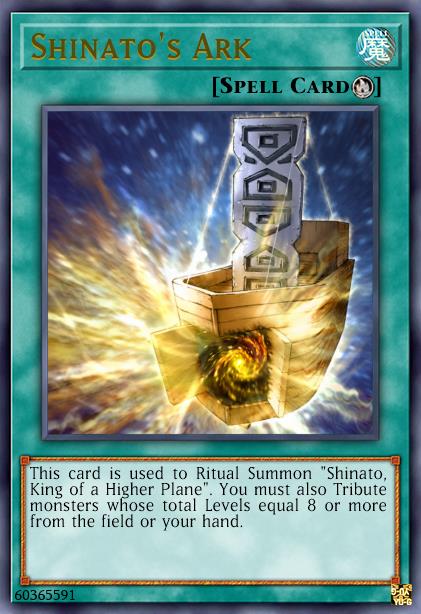 Shinato's Ark
SPELL
魔
[Spell Card]
This card is used to Ritual Summon "Shinato,
King of a Higher Plane". You must also Tribute
monsters whose total Levels equal 8 or more
from the field or your hand.
60365591